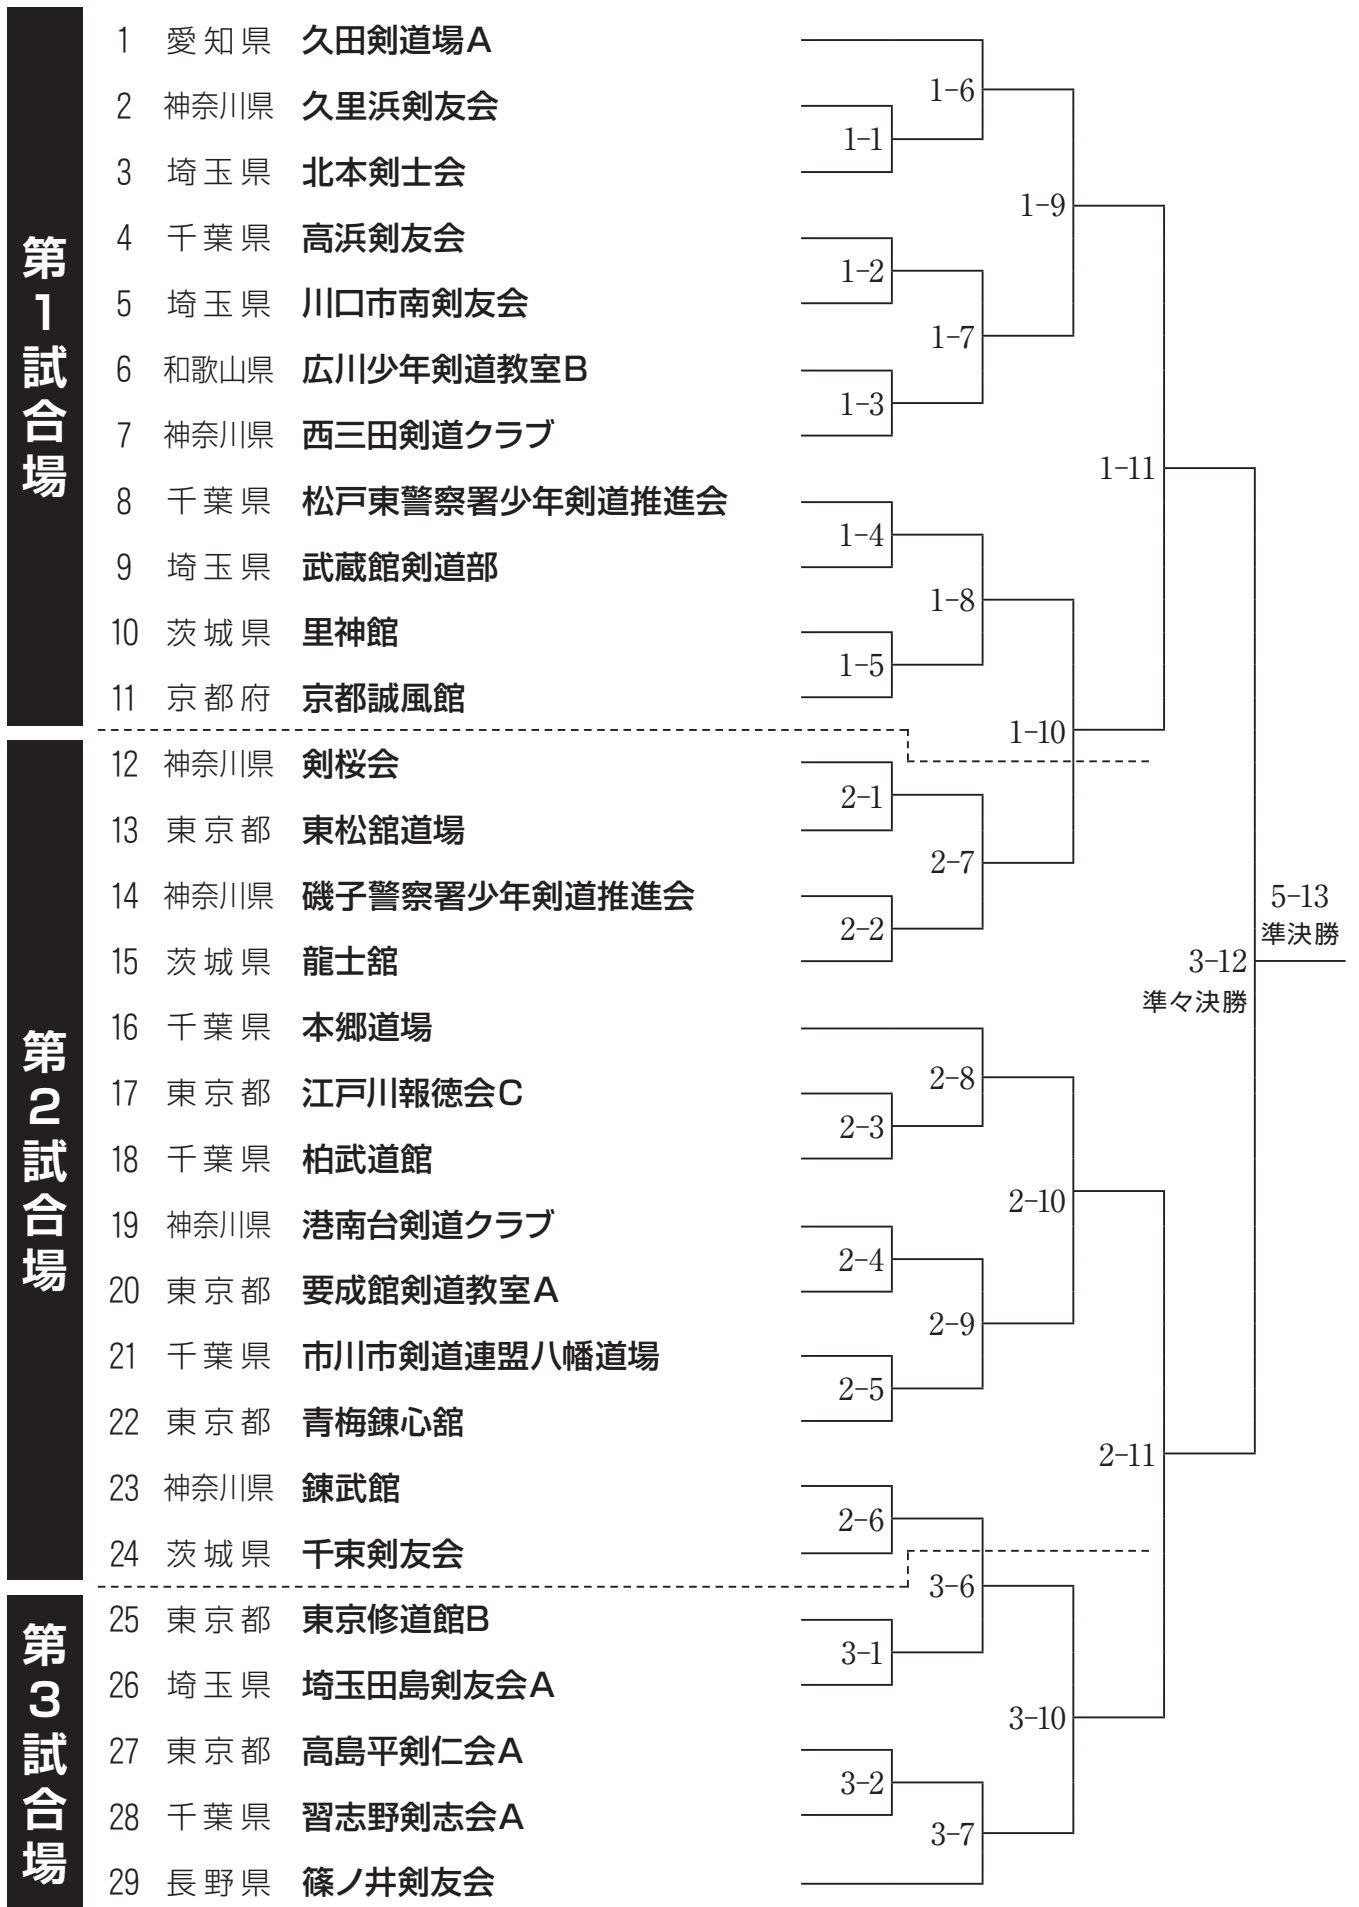 第1試合場
1 愛知県 久田剣道場A
2 神奈川県 久里浜剣友会
3 埼玉県 北本剣士会
4 千葉県 高浜剣友会
5 埼玉県 川口市南剣友会
6 和歌山県 広川少年剣道教室B
7 神奈川県 西三田剣道クラブ
8 千葉県 松戸東警察署少年剣道推進会
9 埼玉県 武蔵館剣道部
10 茨城県 里神館
11 京都府 京都誠風館
第2試合場
12 神奈川県 剣桜会
13 東京都 東松舘道場
14 神奈川県 磯子警察署少年剣道推進会
15 茨城県 龍士舘
16 千葉県 本郷道場
17 東京都 江戸川報徳会C
18 千葉県 柏武道館
19 神奈川県 港南台剣道クラブ
20 東京都 要成館剣道教室A
21 千葉県 市川市剣道連盟八幡道場
22 東京都 青梅錬心舘
23 神奈川県 錬武館
24 茨城県 千束剣友会
第3試合場
25 東京都 東京修道館B
26 埼玉県 埼玉田島剣友会A
27 東京都 高島平剣仁会A
28 千葉県 習志野剣志会A
29 長野県 篠ノ井剣友会
1-1
1-2
1-3
1-4
1-5
2-1
2-2
2-3
2-4
2-5
2-6
3-1
3-2
1-6
1-7
1-8
2-7
2-8
2-9
3-6
3-7
1-9
1-10
2-10
3-10
1-11
2-11
3-12
準々決勝
5-13
準決勝